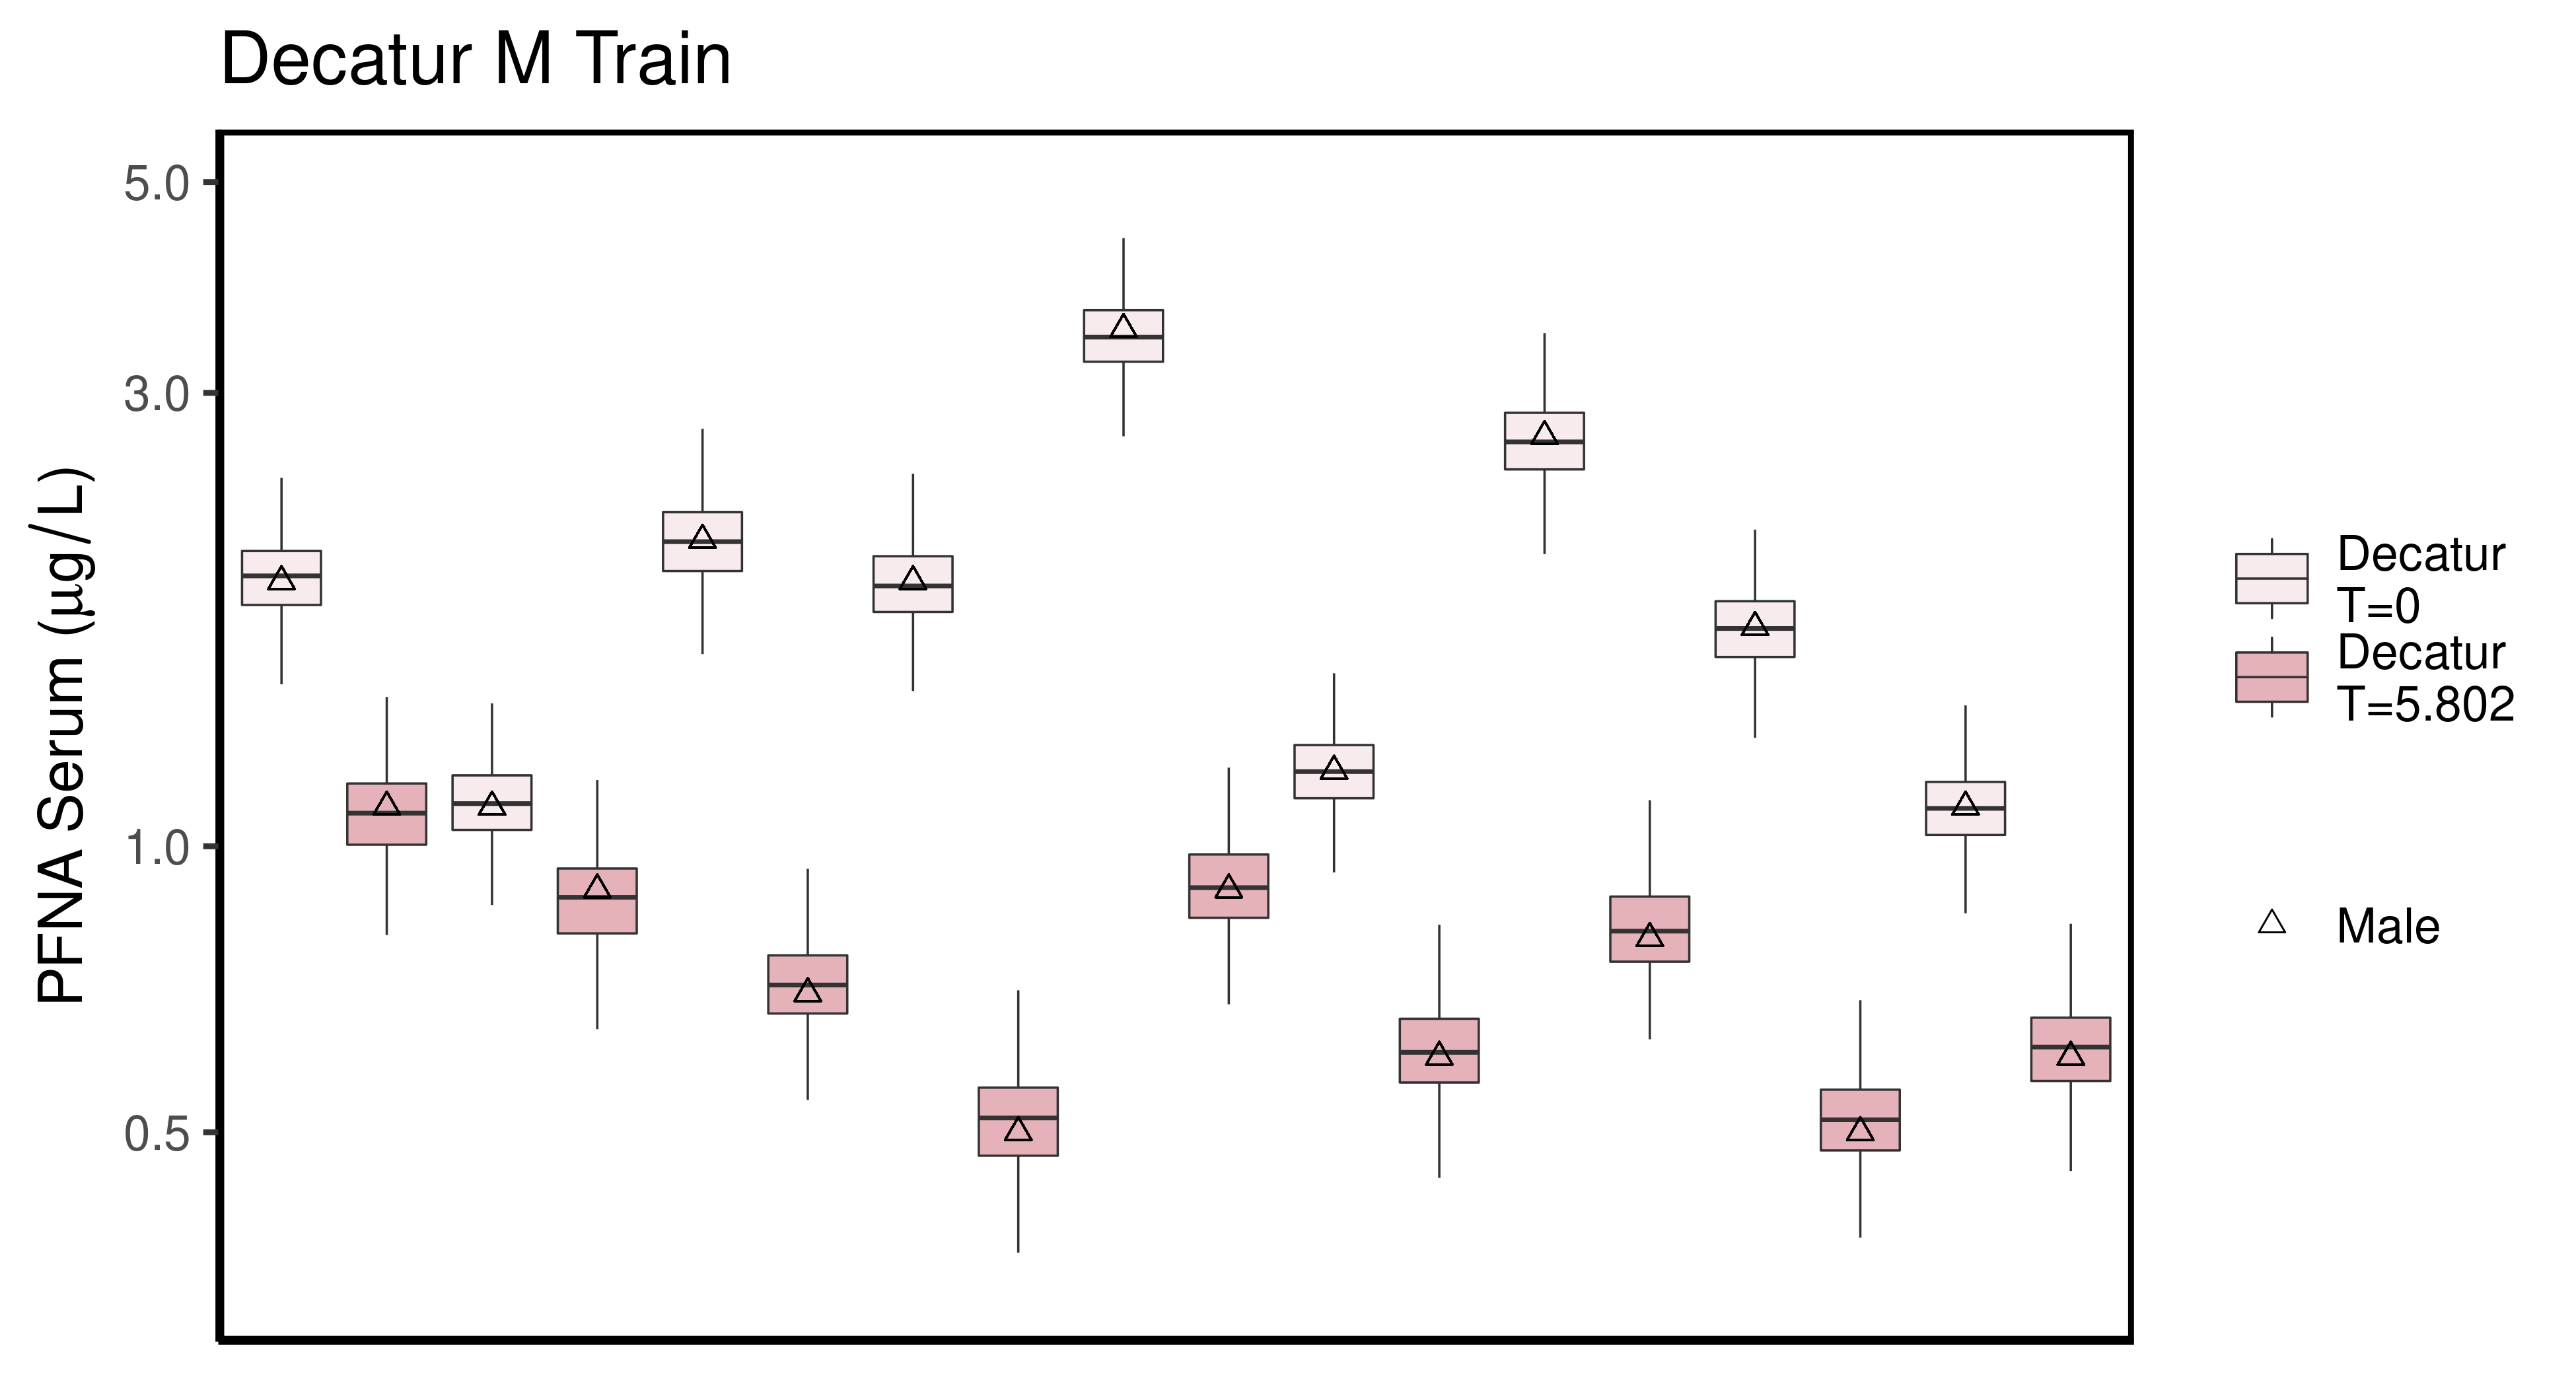 Decatur M Train
PFNA Serum (μg/L)
5.0
3.0
1.0
0.5
Decatur
T=0
Decatur
T=5.802
Male